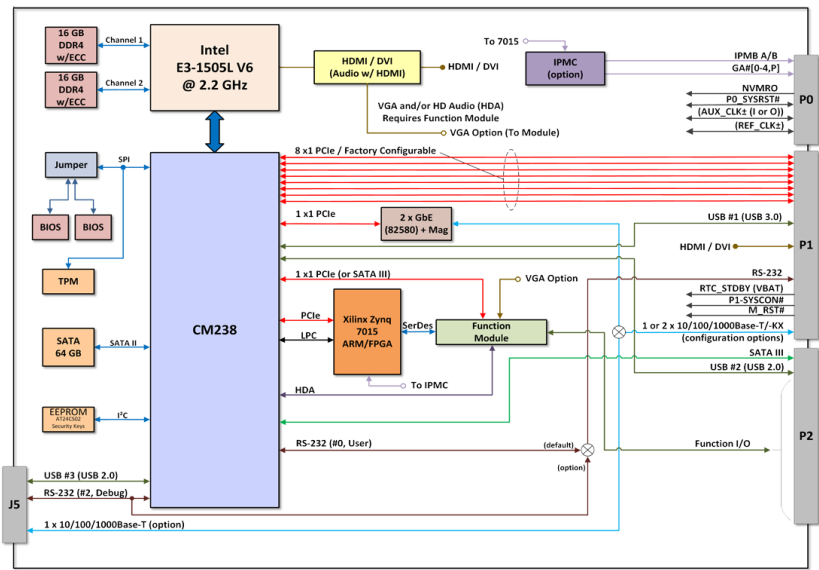 16 GB
DDR4
w/ECC
Channel 1
16 GB
DDR4
w/ECC
Channel 2
Intel
E3-1505L V6
@ 2.2 GHz
HDMI / DVI
(Audio w/ HDMI)
HDMI / DVI
VGA and/or HD Audio (HDA)
Requires Function Module
VGA Option (To Module)
To 7015
IPMC
(option)
IPMB A/B
GA#[0-4,P]
NVMRO
P0_SYSRST#
(AUX_CLK± (I or O))
(REF_CLK±)
P0
Jumper
SPI
BIOS
BIOS
TPM
SATA
64 GB
SATA II
EEPROM
AT24CS02
Security Keys
I²C
CM238
8 x1 PCIe / Factory Configurable
1 x1 PCIe
2 x GbE
(82580) + Mag
USB #1 (USB 3.0)
HDMI / DVI
P1
1 x1 PCIe (or SATA III)
VGA Option
RS-232
RTC_STDBY (VBAT)
P1-SYSCON#
M_RST#
PCIe
LPC
Xilinx Zynq
7015
ARM/FPGA
SerDes
Function
Module
1 or 2 x 10/100/1000Base-T/-KX
(configuration options)
SATA III
USB #2 (USB 2.0)
To IPMC
HDA
P2
RS-232 (#0, User)
(default)
(option)
Function I/O
J5
USB #3 (USB 2.0)
RS-232 (#2, Debug)
1 x 10/100/1000Base-T (option)